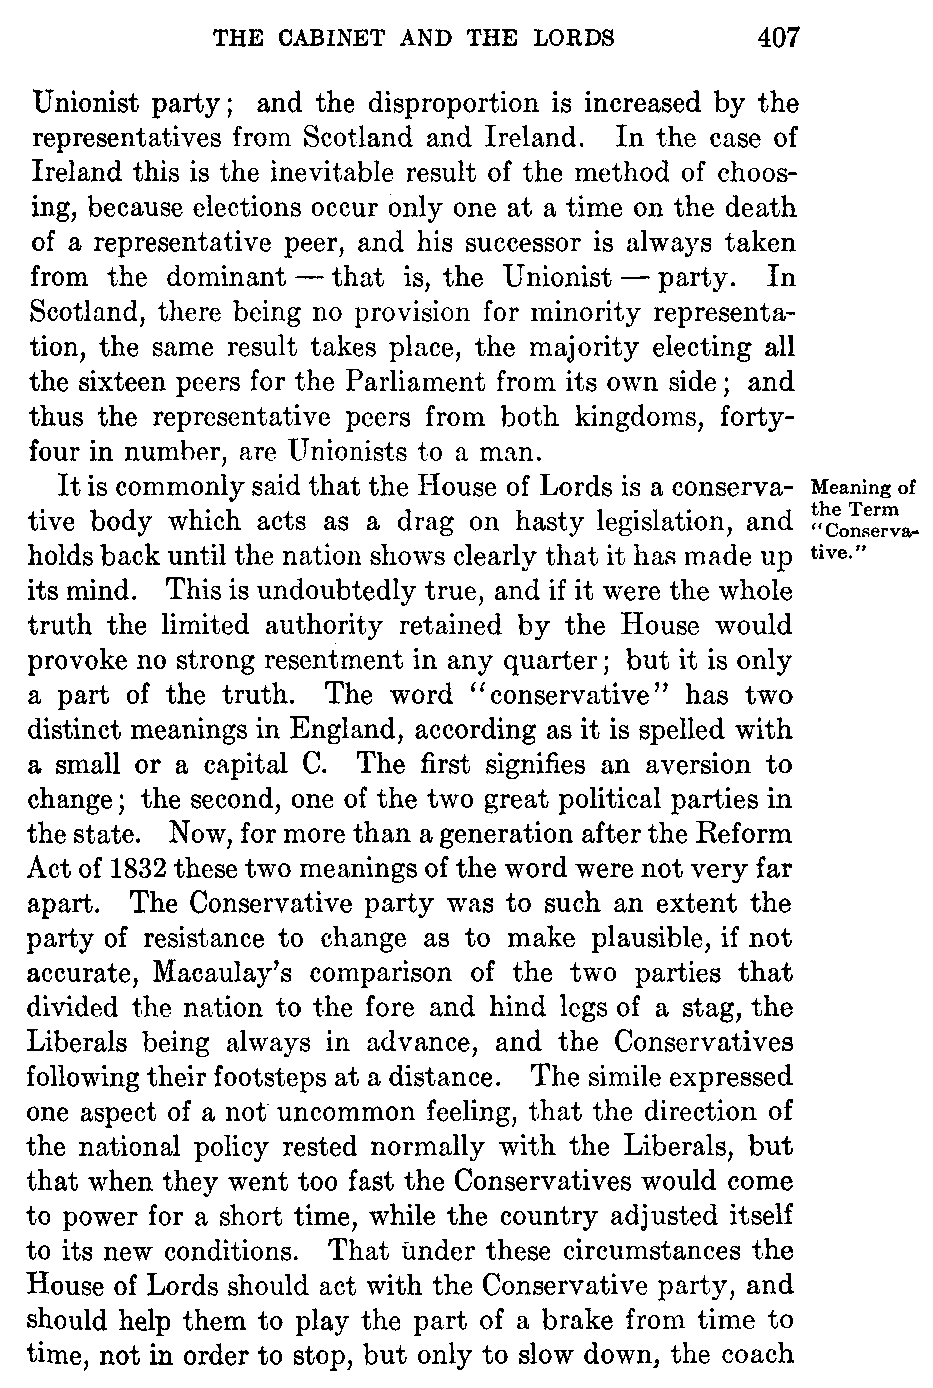 THE CABINET AND THE LORDS 407
Unionist party; and the disproportion is increased by the
representatives from Scotland and Ireland. In the case of
Ireland this is the inevitable result of the method of choos-
ing, because elections occur only one at a time on the death
of a representative peer, and his successor is always taken
from the dominant — that is, the Unionist — party. In
Scotland, there being no provision for minority representa-
tion, the same result takes place, the majority electing all
the sixteen peers for the Parliament from its own side; and
thus the representative peers from both kingdoms, forty-
four in number, are Unionists to a man.
It is commonly said that the House of Lords is a conserva-
tive body which acts as a drag on hasty legislation, and
holds back until the nation shows clearly that it has made up
its mind. This is undoubtedly true, and if it were the whole
truth the limited authority retained by the House would
provoke no strong resentment in any quarter; but it is only
a part of the truth. The word "conservative" has two
distinct meanings in England, according as it is spelled with
a small or a capital C. The first signifies an aversion to
change; the second, one of the two great political parties in
the state. Now, for more than a generation after the Reform
Act of 1832 these two meanings of the word were not very far
apart. The Conservative party was to such an extent the
party of resistance to change as to make plausible, if not
accurate, Macaulay's comparison of the two parties that
divided the nation to the fore and hind legs of a stag, the
Liberals being always in advance, and the Conservatives
following their footsteps at a distance. The simile expressed
one aspect of a not uncommon feeling, that the direction of
the national policy rested normally with the Liberals, but
that when they went too fast the Conservatives would come
to power for a short time, while the country adjusted itself
to its new conditions. That under these circumstances the
House of Lords should act with the Conservative party, and
should help them to play the part of a brake from time to
time, not in order to stop, but only to slow down, the coach
Meaning of
the Term
"Conserva-
tive."